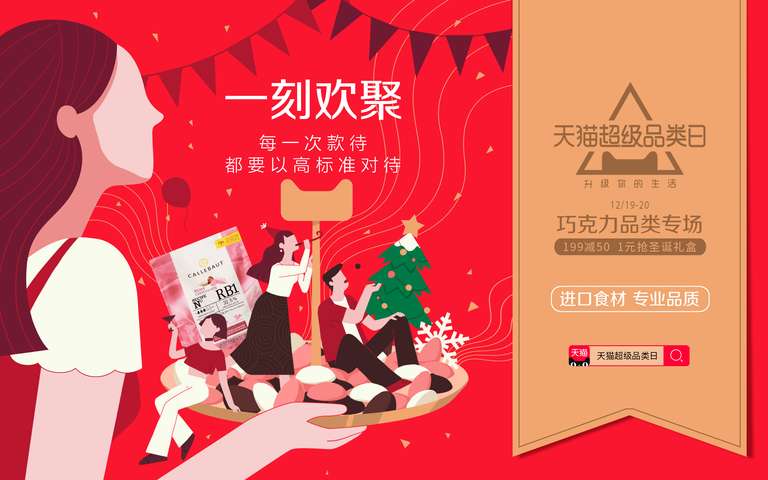 一刻欢聚
每一次款待
都要以高标准对待
CALLEBAUT
RB1
天猫超级品类日
升级你的生活
12/19-20
巧克力品类专场
199减50 1元抢圣诞礼盒
进口食材 专业品质
天猫 天猫超级品类日